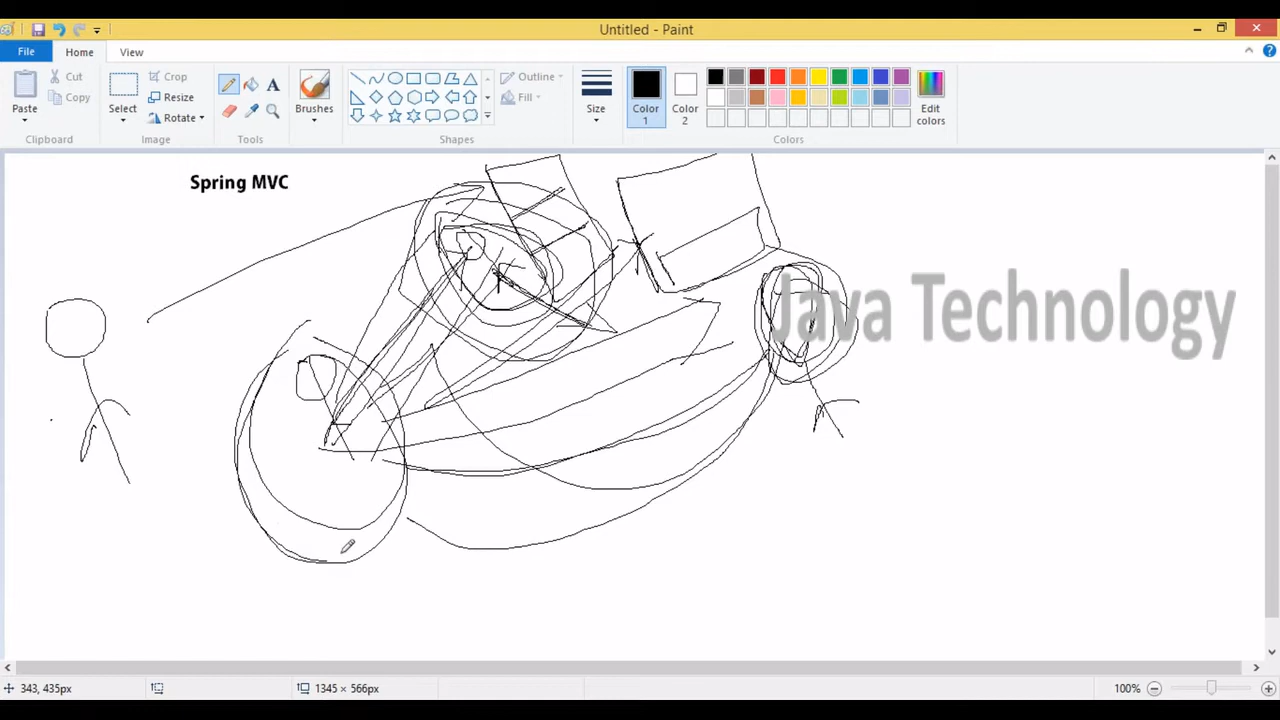 Untitled - Paint
File
Home
View
Paste
Cut
Copy
Clipboard
Select
Crop
Resize
Rotate
Image
A
Tools
Brushes
Outline
Fill
Shapes
Size
Color 1
Color 2
Edit colors
Colors
Spring MVC
Java Technology
343, 435px
1345 × 566px
100%